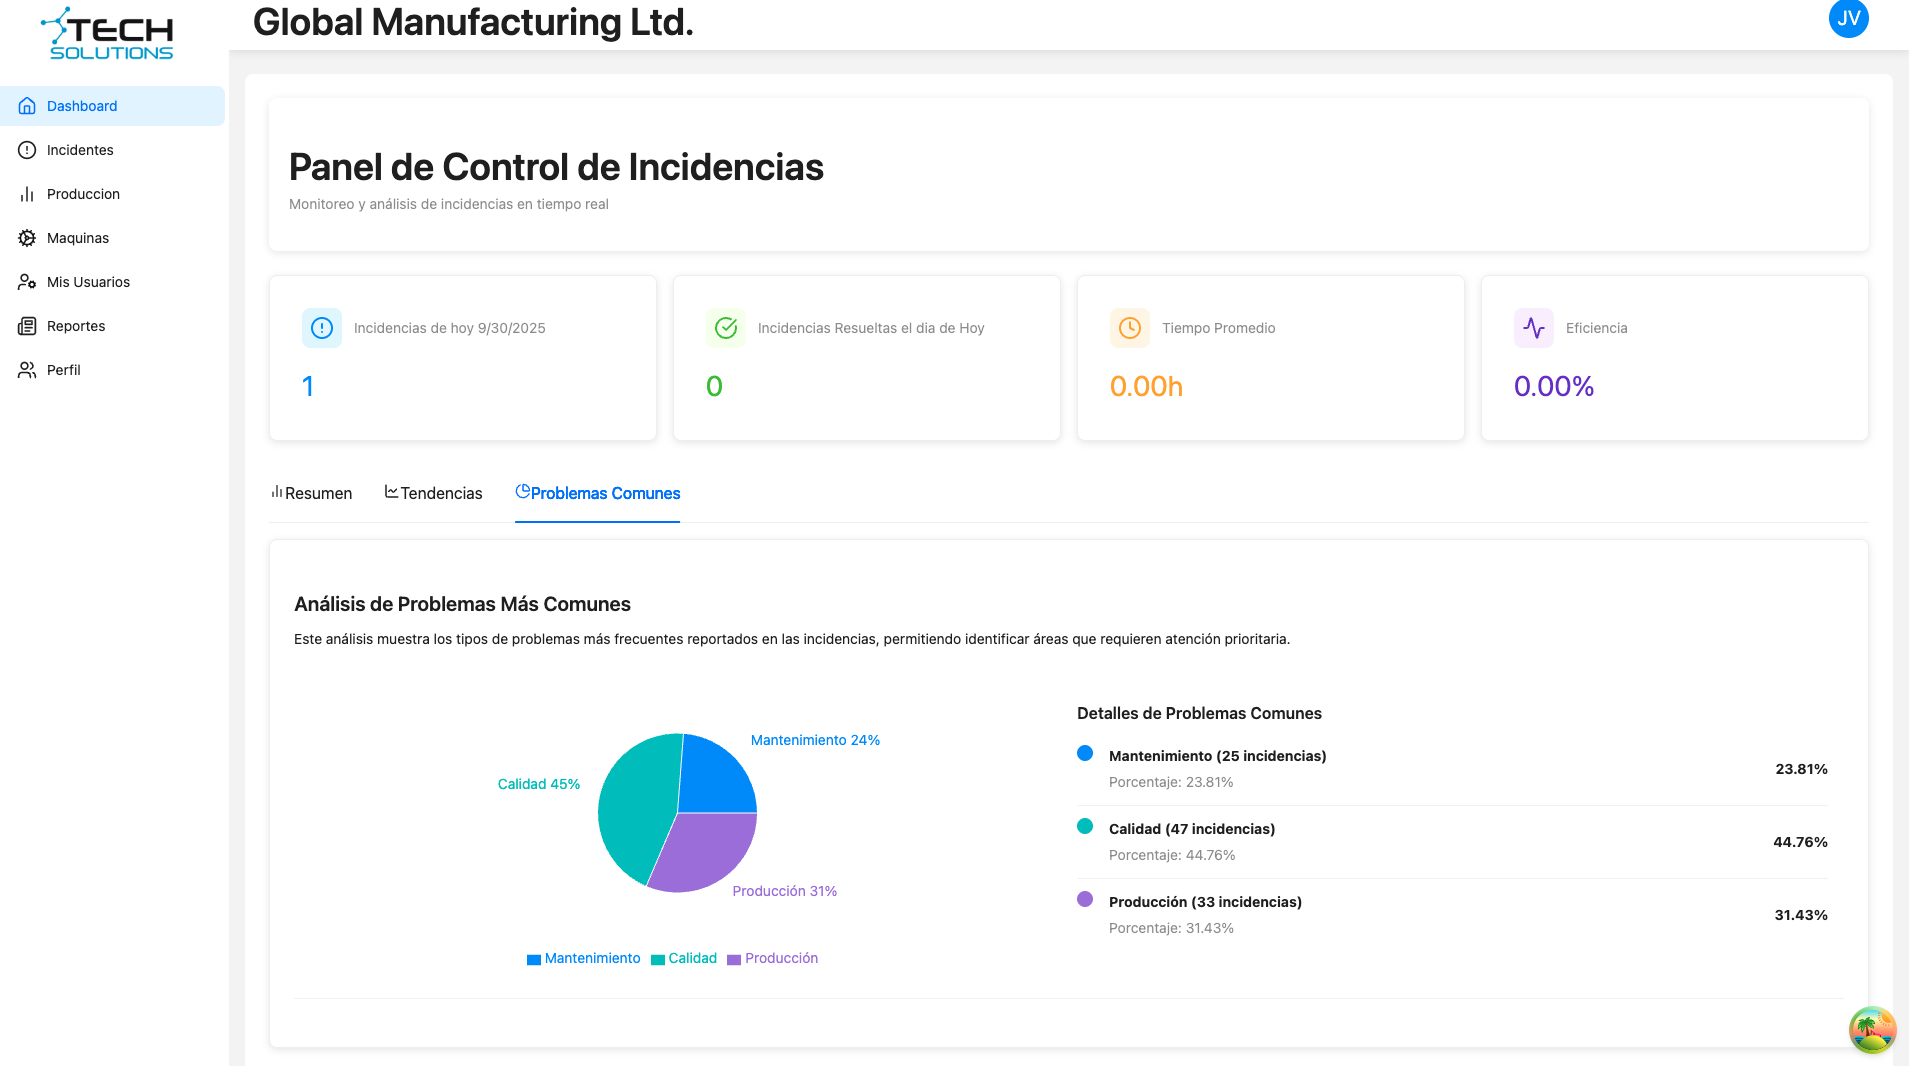 TECH
SOLUTIONS
Global Manufacturing Ltd.
JV
Dashboard
Incidentes
Produccion
Maquinas
Mis Usuarios
Reportes
Perfil
Panel de Control de Incidencias
Monitoreo y análisis de incidencias en tiempo real
Incidencias de hoy 9/30/2025
1
Incidencias Resueltas el dia de Hoy
0
Tiempo Promedio
0.00h
Eficiencia
0.00%
Resumen
Tendencias
Problemas Comunes
Análisis de Problemas Más Comunes
Este análisis muestra los tipos de problemas más frecuentes reportados en las incidencias, permitiendo identificar áreas que requieren atención prioritaria.
Mantenimiento 24%
Calidad 45%
Producción 31%
Mantenimiento
Calidad
Producción
Detalles de Problemas Comunes
Mantenimiento (25 incidencias)
Porcentaje: 23.81%
23.81%
Calidad (47 incidencias)
Porcentaje: 44.76%
44.76%
Producción (33 incidencias)
Porcentaje: 31.43%
31.43%